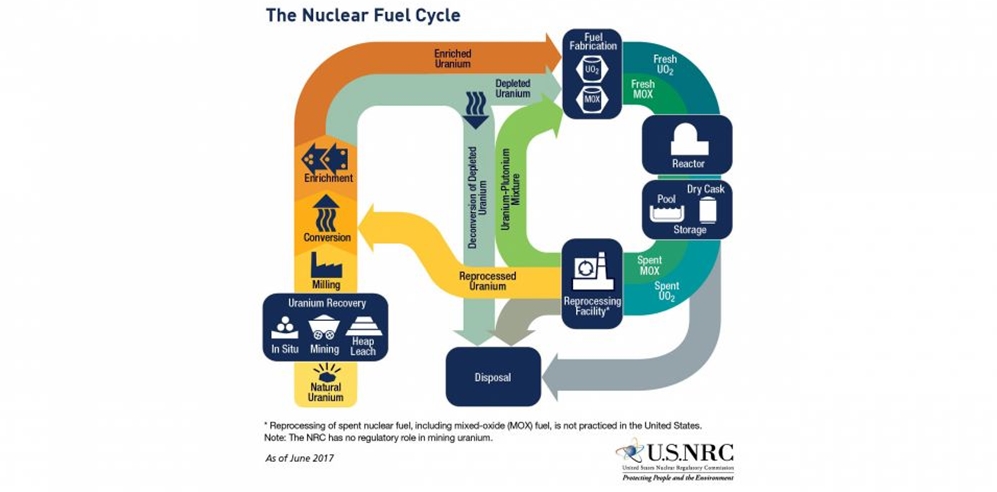 The Nuclear Fuel Cycle
Enriched
Uranium
Depleted
Uranium
Fuel
Fabrication
UO₂
MOX
Fresh
UO₂
Fresh
MOX
Reactor
Pool
Dry Cask
Storage
Spent
MOX
Spent
UO₂
Reprocessing
Facility*
Uranium-Plutonium
Mixture
Deconversion of Depleted
Uranium
Reprocessed
Uranium
Enrichment
Conversion
Milling
Uranium Recovery
In Situ
Mining
Heap
Leach
Natural
Uranium
Disposal
* Reprocessing of spent nuclear fuel, including mixed-oxide (MOX) fuel, is not practiced in the United States.
Note: The NRC has no regulatory role in mining uranium.
As of June 2017
U.S.NRC
United States Nuclear Regulatory Commission
Protecting People and the Environment